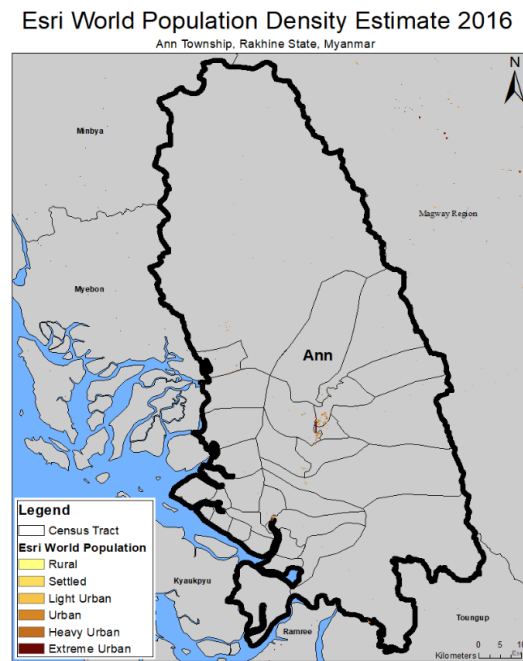 Esri World Population Density Estimate 2016
Ann Township, Rakhine State, Myanmar
N
Minbya
Magway Region
Myebon
Ann
Legend
Census Tract
Esri World Population
Rural
Settled
Light Urban
Urban
Heavy Urban
Extreme Urban
Kyaukpyu
Ramree
Toungup
0 5 10
Kilometers